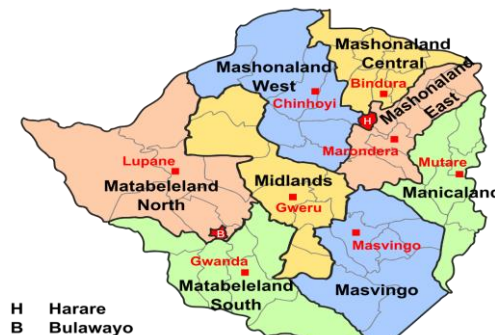 Mashonaland
Central
Bindura
Mashonaland
West
Chinhoyi
Mashonaland
East
H
Marondera
Mutare
Manicaland
Lupane
Matabeleland
North
Midlands
Gweru
B
Masvingo
Gwanda
Matabeleland
South
Masvingo
H Harare
B Bulawayo